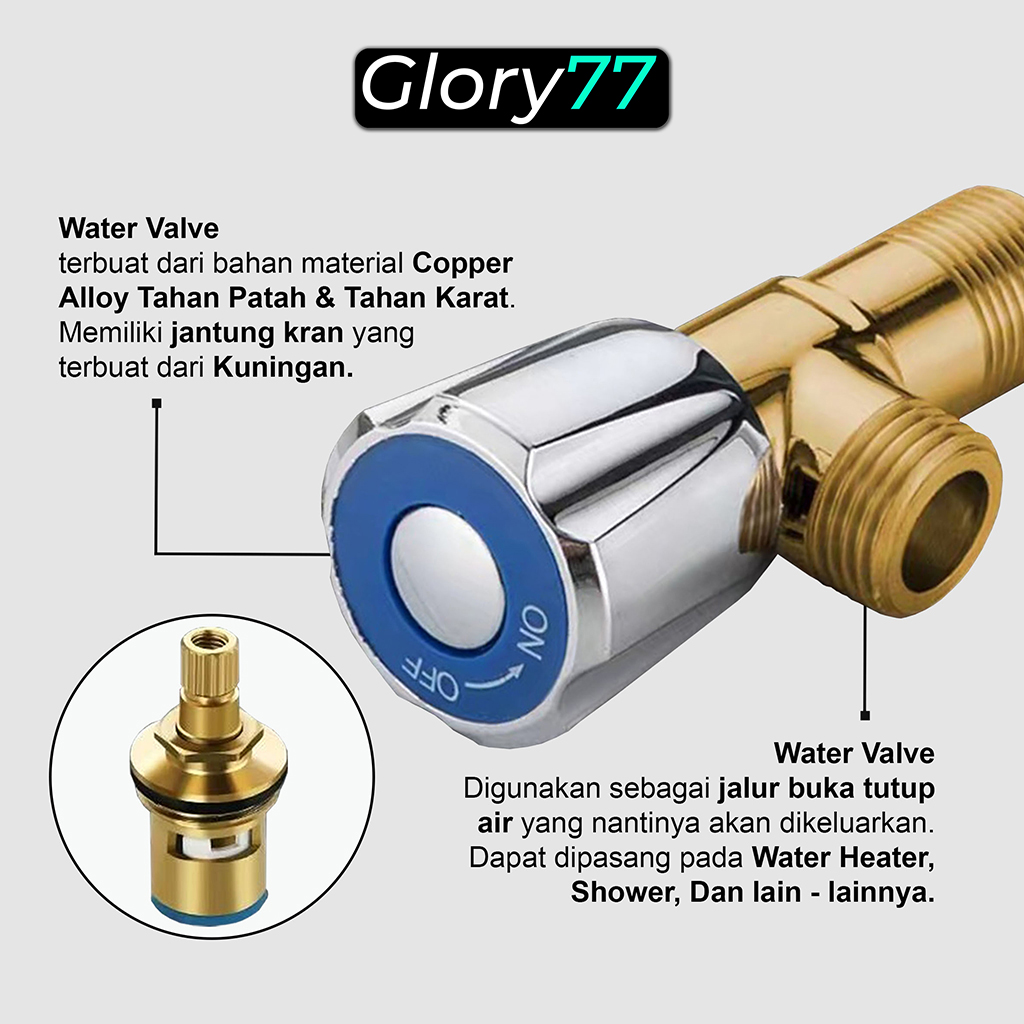 Glory77
Water Valve
terbuat dari bahan material Copper
Alloy Tahan Patah & Tahan Karat.
Memiliki jantung kran yang
terbuat dari Kuningan.
ON
OFF
Water Valve
Digunakan sebagai jalur buka tutup
air yang nantinya akan dikeluarkan.
Dapat dipasang pada Water Heater,
Shower, Dan lain - lainnya.